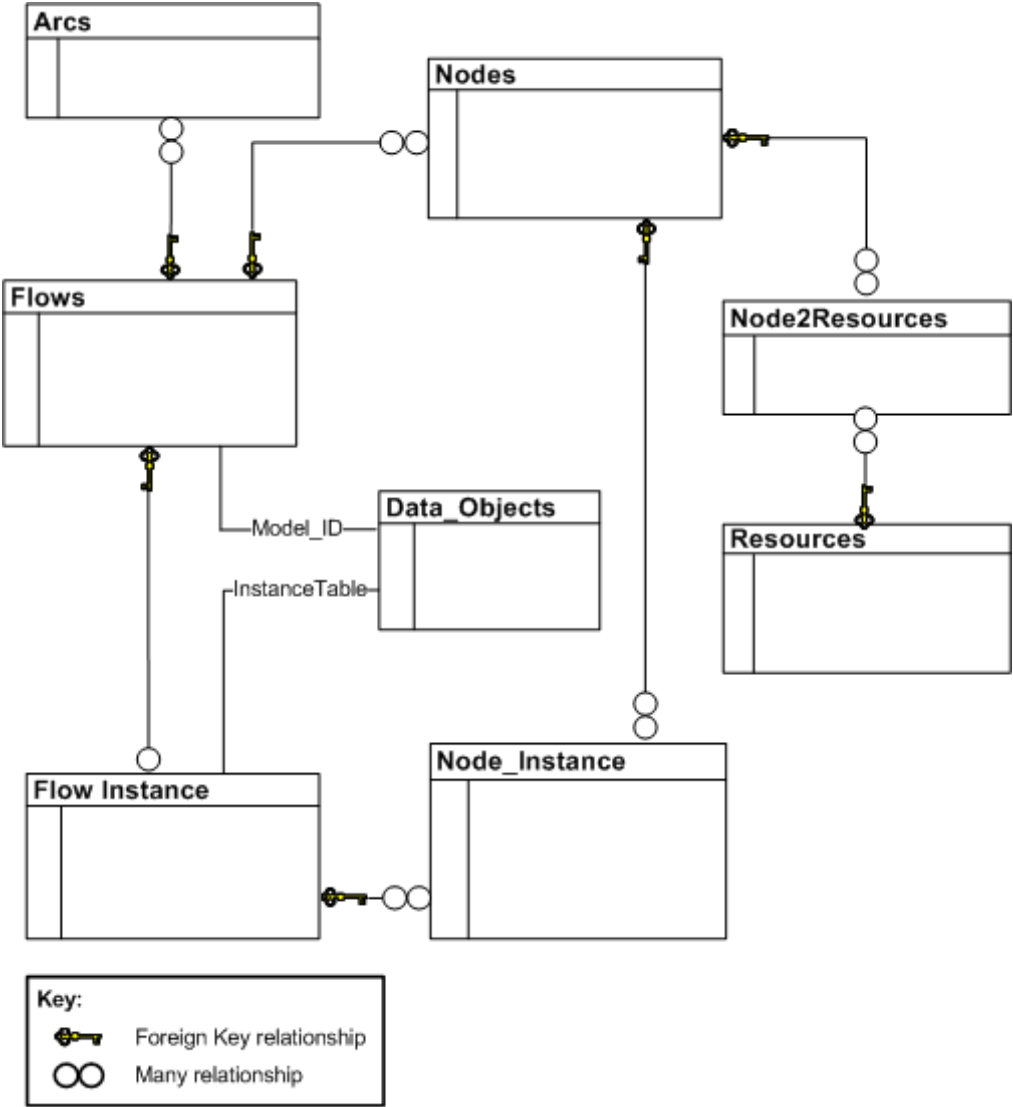 Arcs
Nodes
Flows
Node2Resources
Data_Objects
Model_ID
InstanceTable
Resources
Node_Instance
Flow Instance
Key:
Foreign Key relationship
Many relationship